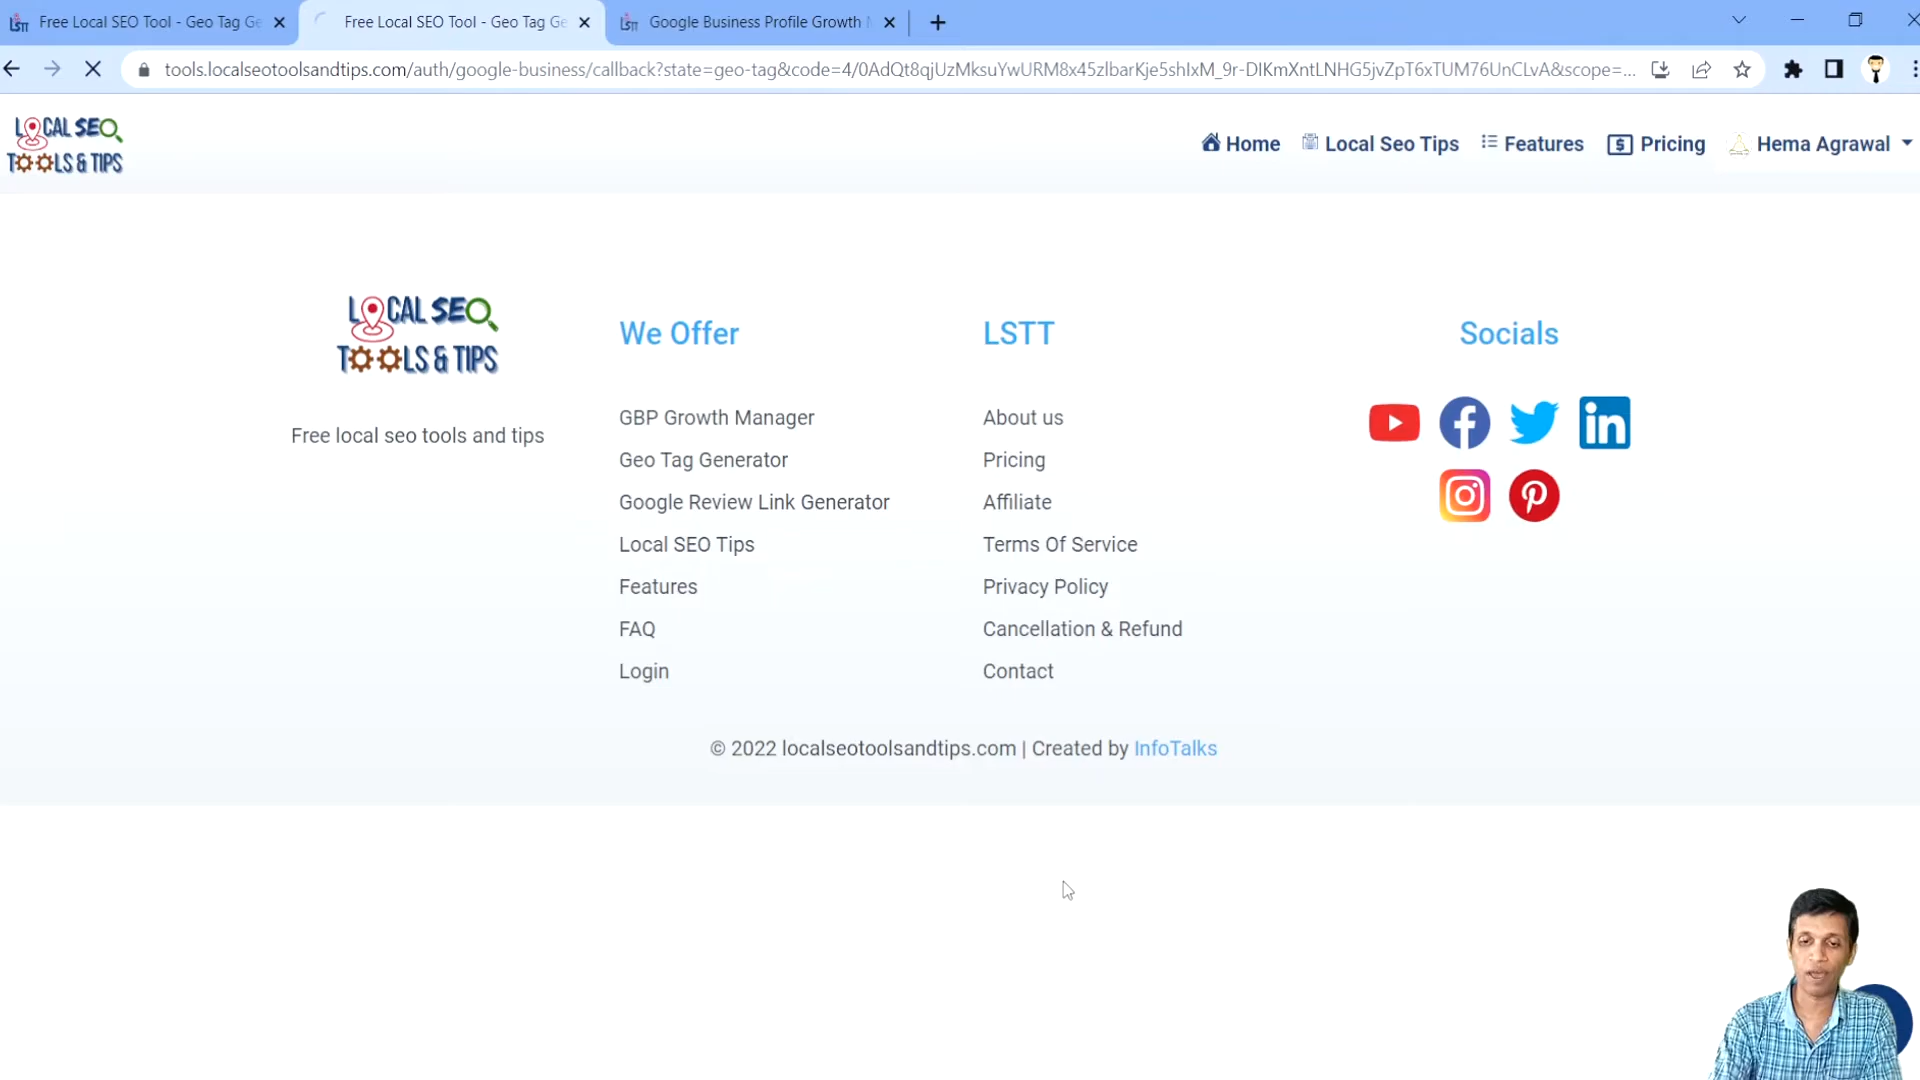 Free Local SEO Tool - Geo Tag Ge
Free Local SEO Tool - Geo Tag Ge
Google Business Profile Growth M
tools.localseotoolsandtips.com/auth/google-business/callback?state=geo-tag&code=4/0AdQt8qjUzMksuYwURM8x45zlbarKje5shIxM_9r-DIKmXntLNHG5jvZpT6xTUM76UnCLvA&scope=...
LOCAL SEO
TOOLS & TIPS
Home
Local Seo Tips
Features
Pricing
Hema Agrawal
LOCAL SEO
TOOLS & TIPS
Free local seo tools and tips
We Offer
GBP Growth Manager
Geo Tag Generator
Google Review Link Generator
Local SEO Tips
Features
FAQ
Login
LSTT
About us
Pricing
Affiliate
Terms Of Service
Privacy Policy
Cancellation & Refund
Contact
Socials
© 2022 localseotoolsandtips.com | Created by InfoTalks